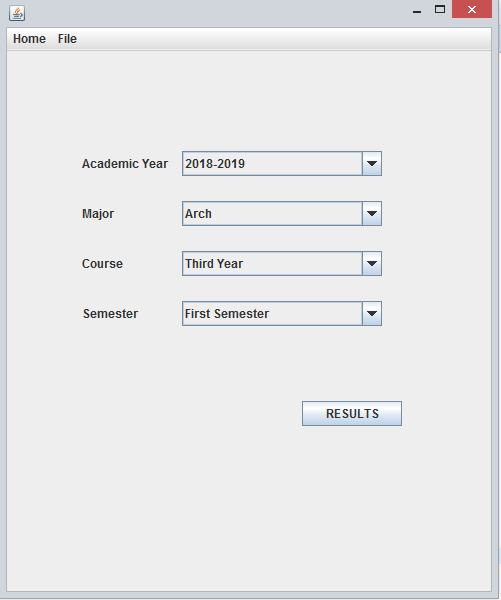 Home File
Academic Year 2018-2019
Major Arch
Course Third Year
Semester First Semester
RESULTS